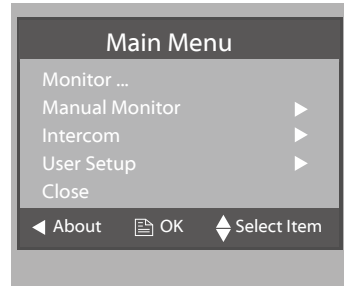 Main Menu
Monitor ...
Manual Monitor
Intercom
User Setup
Close
About OK Select Item